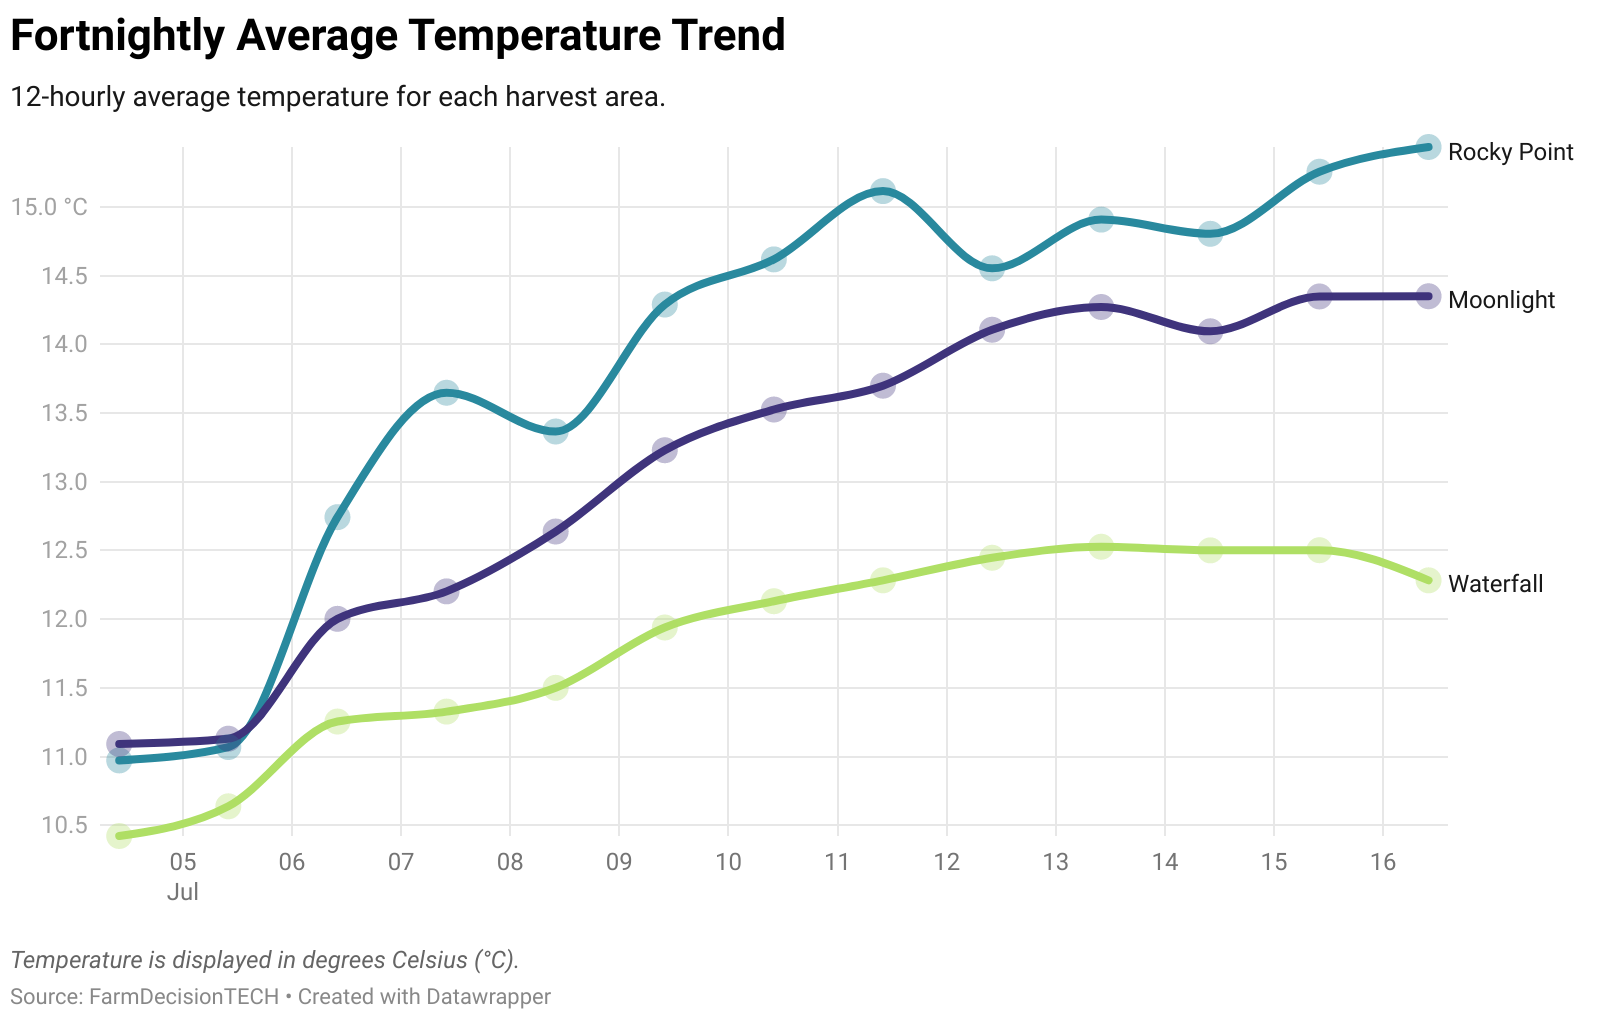 Fortnightly Average Temperature Trend
12-hourly average temperature for each harvest area.
Rocky Point
15.0 °C
14.5
Moonlight
14.0
13.5
13.0
12.5
Waterfall
12.0
11.5
11.0
10.5
05 06 07 08 09 10 11 12 13 14 15 16
Jul
Temperature is displayed in degrees Celsius (°C).
Source: FarmDecisionTECH • Created with Datawrapper